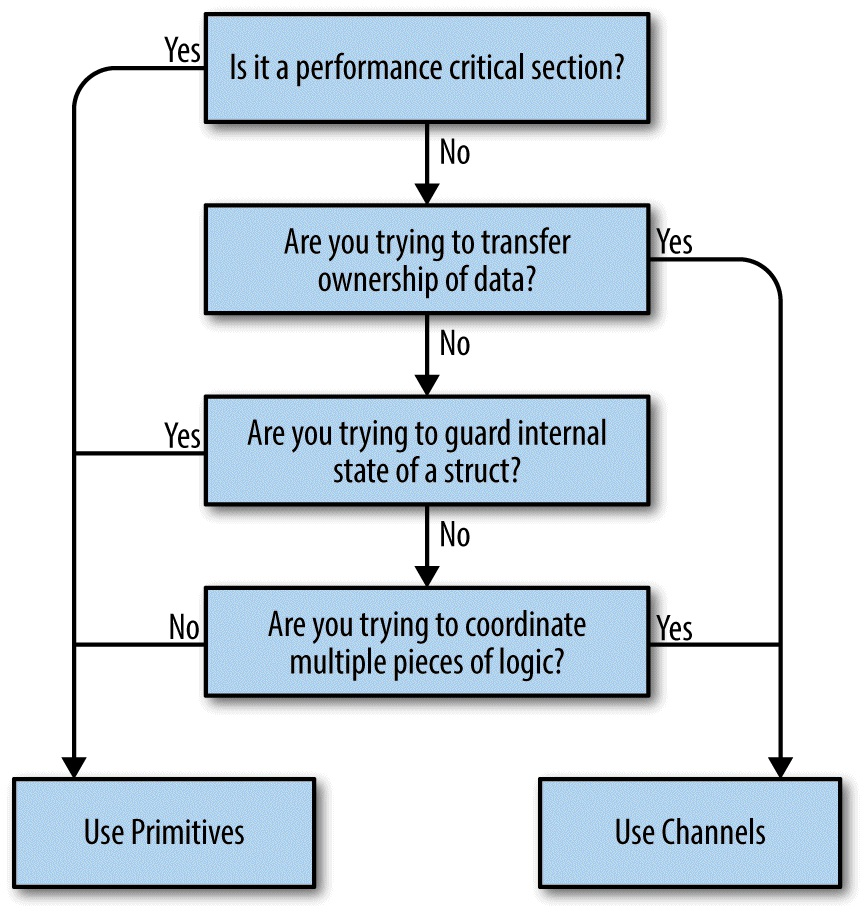 Yes
Is it a performance critical section?
No
Are you trying to transfer
ownership of data?
Yes
No
Yes
Are you trying to guard internal
state of a struct?
No
No
Are you trying to coordinate
multiple pieces of logic?
Yes
Use Primitives
Use Channels